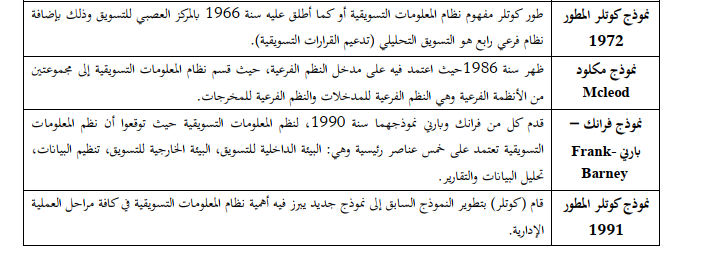 نموذج كوتلر المطور
1972
طور كوتلر مفهوم نظام المعلومات التسويقية أو كما أطلق عليه سنة 1966 بالمركز العصبي للتسويق وذلك بإضافة
نظام فرعي رابع هو التسويق التحليلي (تدعيم القرارات التسويقية).
نموذج مكلود
Mcleod
ظهر سنة 1986حيث اعتمد فيه على مدخل النظم الفرعية، حيث قسم نظام المعلومات التسويقية إلى مجموعتين
من الأنظمة الفرعية وهي النظم الفرعية للمدخلات والنظم الفرعية للمخرجات.
نموذج فرانك –
بارني Frank-
Barney
قدم كل من فرانك وبارني نموذجهما سنة 1990، لنظم المعلومات التسويقية حيث توقعوا أن نظم المعلومات
التسويقية تعتمد على خمس عناصر رئيسية وهي: البيئة الداخلية للتسويق، البيئة الخارجية للتسويق، تنظيم البيانات،
تحليل البيانات والتقارير.
نموذج كوتلر المطور
1991
قام (كوتلر) بتطوير النموذج السابق إلى نموذج جديد يبرز فيه أهمية نظام المعلومات التسويقية في كافة مراحل العملية
الإدارية.